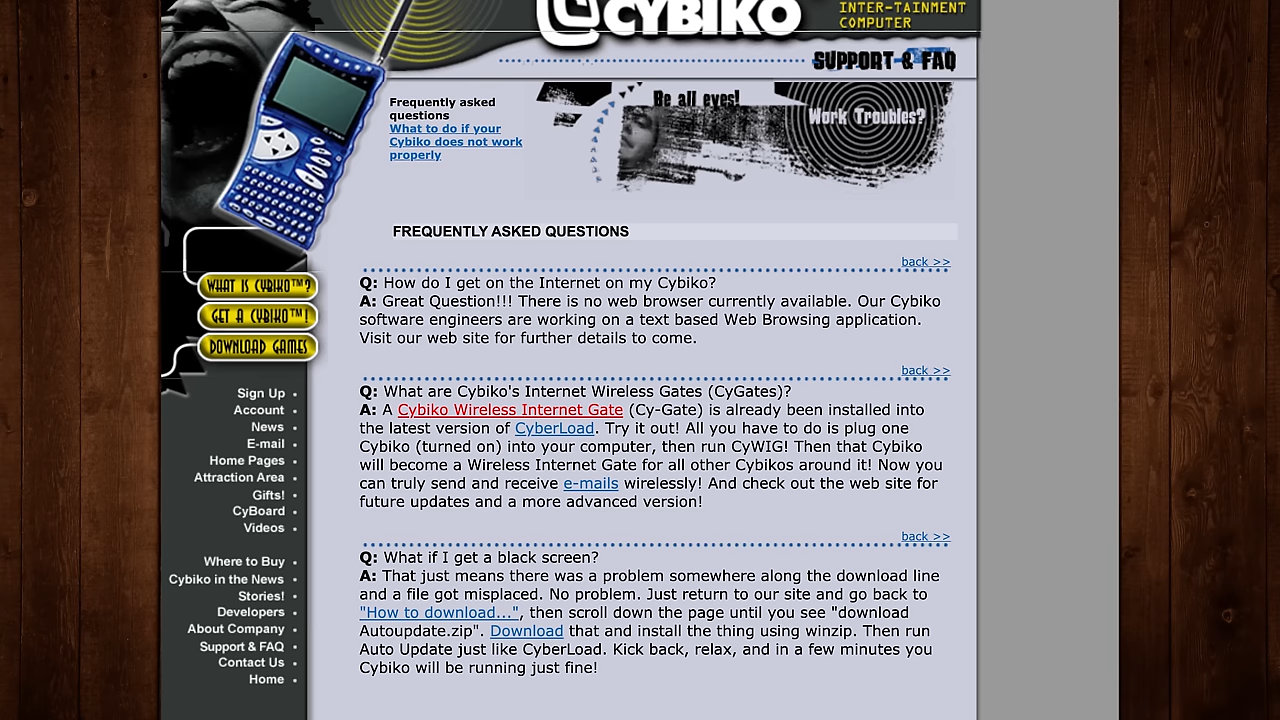 CYBIKO
INTER-TAINMENT
COMPUTER
SUPPORT & FAQ
Be all eyes!
Work Troubles?
Frequently asked
questions
What to do if your
Cybiko does not work
properly
FREQUENTLY ASKED QUESTIONS
back >>
Q: How do I get on the Internet on my Cybiko?
A: Great Question!!! There is no web browser currently available. Our Cybiko
software engineers are working on a text based Web Browsing application.
Visit our web site for further details to come.
back >>
Q: What are Cybiko's Internet Wireless Gates (CyGates)?
A: A Cybiko Wireless Internet Gate (Cy-Gate) is already been installed into
the latest version of CyberLoad. Try it out! All you have to do is plug one
Cybiko (turned on) into your computer, then run CyWIG! Then that Cybiko
will become a Wireless Internet Gate for all other Cybikos around it! Now you
can truly send and receive e-mails wirelessly! And check out the web site for
future updates and a more advanced version!
back >>
Q: What if I get a black screen?
A: That just means there was a problem somewhere along the download line
and a file got misplaced. No problem. Just return to our site and go back to
"How to download...", then scroll down the page until you see "download
Autoupdate.zip". Download that and install the thing using winzip. Then run
Auto Update just like CyberLoad. Kick back, relax, and in a few minutes you
Cybiko will be running just fine!
WHAT IS CYBIKO™?
GET A CYBIKO™!
DOWNLOAD GAMES
Sign Up
Account
News
E-mail
Home Pages
Attraction Area
Gifts!
CyBoard
Videos
Where to Buy
Cybiko in the News
Stories!
Developers
About Company
Support & FAQ
Contact Us
Home